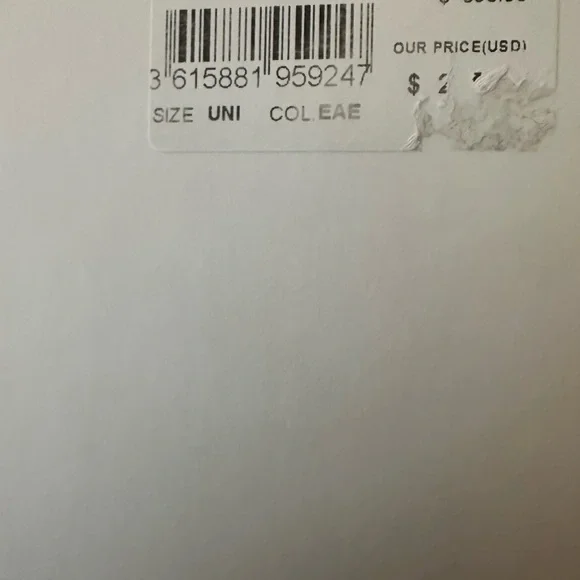 OUR PRICE(USD)
3 615881 959247
$ 2
SIZE UNI COL.EAE